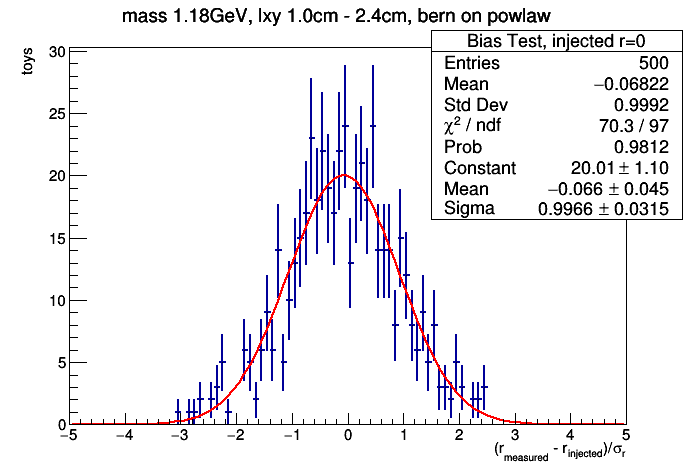 mass 1.18GeV, lxy 1.0cm - 2.4cm, bern on powlaw
Bias Test, injected r=0
Entries 500
Mean −0.06822
Std Dev 0.9992
χ² / ndf 70.3 / 97
Prob 0.9812
Constant 20.01 ± 1.10
Mean −0.066 ± 0.045
Sigma 0.9966 ± 0.0315
toys
30
25
20
15
10
5
0
−5 −4 −3 −2 −1 0 1 2 3 4 5
(r_measured - r_injected)/σ_r